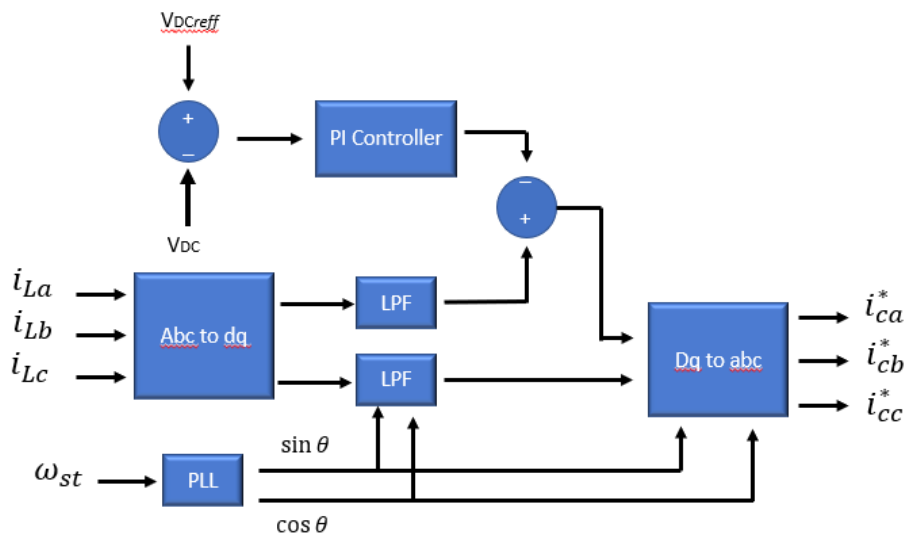 VDCreff
+
−
PI Controller
−
+
VDC
iLa
iLb
iLc
Abc to dq
LPF
LPF
Dq to abc
i*ca
i*cb
i*cc
sin θ
ωst
PLL
cos θ